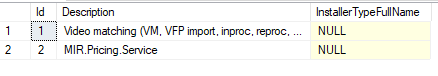 Id Description InstallerTypeFullName
1 1 Video matching (VM, VFP import, inproc, reproc, ... NULL
2 2 MIR.Pricing.Service NULL